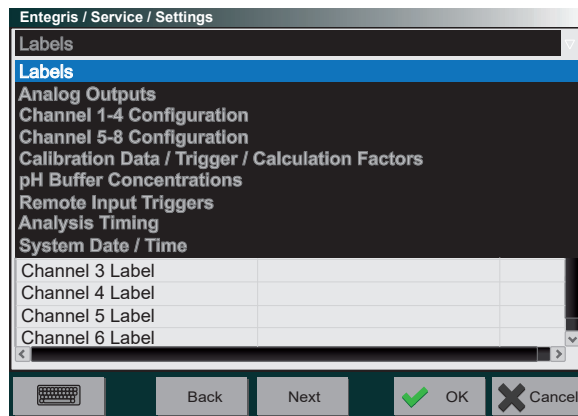 Entegris / Service / Settings
Labels
Labels
Analog Outputs
Channel 1-4 Configuration
Channel 5-8 Configuration
Calibration Data / Trigger / Calculation Factors
pH Buffer Concentrations
Remote Input Triggers
Analysis Timing
System Date / Time
Channel 3 Label
Channel 4 Label
Channel 5 Label
Channel 6 Label
Back Next OK Cancel